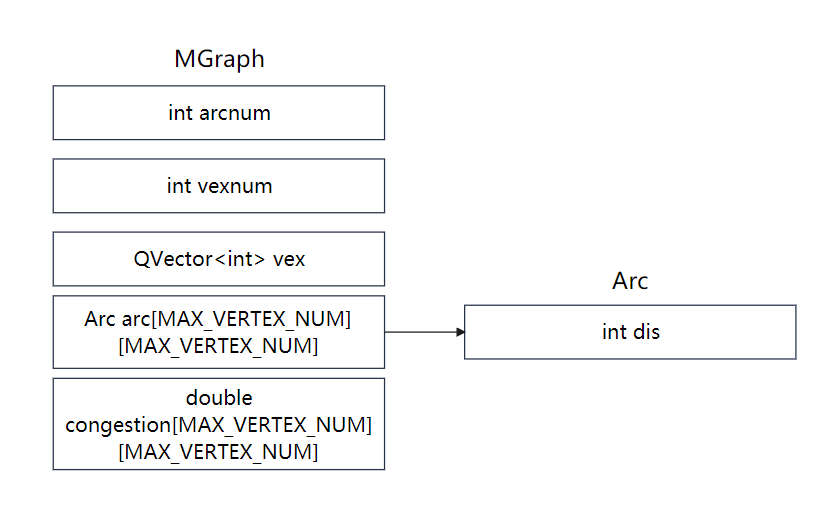 MGraph
int arcnum
int vexnum
QVector<int> vex
Arc arc[MAX_VERTEX_NUM]
[MAX_VERTEX_NUM]
double
congestion[MAX_VERTEX_NUM]
[MAX_VERTEX_NUM]
Arc
int dis